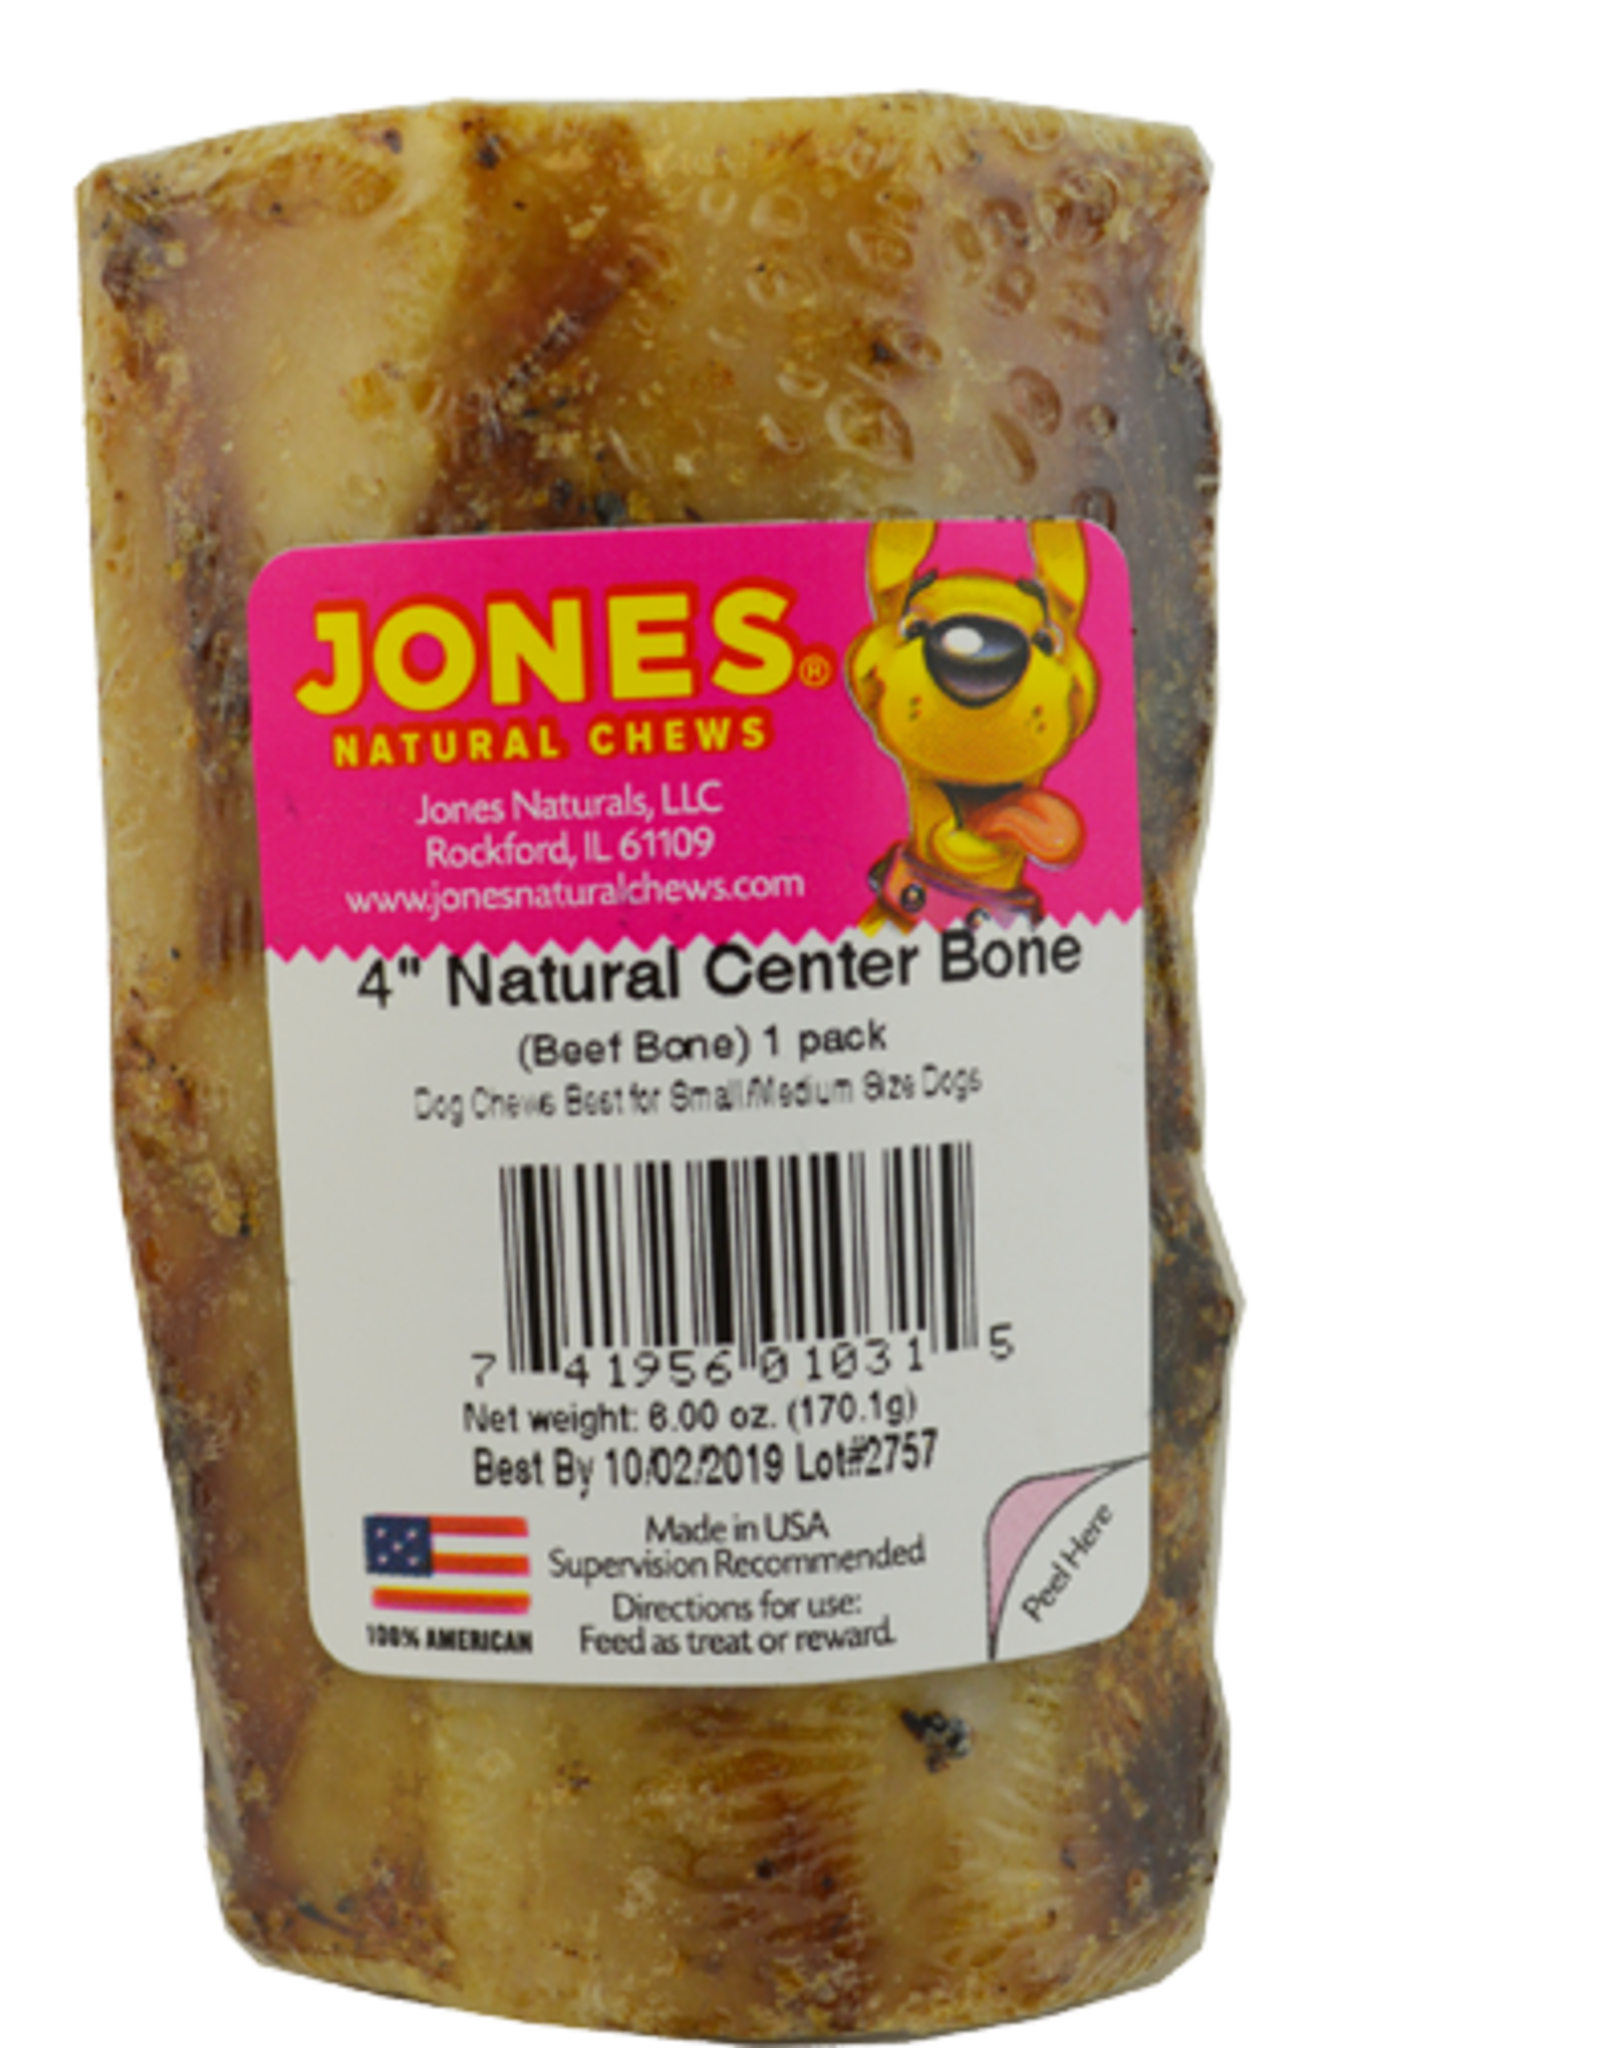 JONES®
NATURAL CHEWS
Jones Naturals, LLC
Rockford, IL 61109
www.jonesnaturalchews.com
4" Natural Center Bone
(Beef Bone) 1 pack
Dog Chews Best for Small/Medium Size Dogs
7 41956 01031 5
Net weight: 6.00 oz. (170.1g)
Best By 10/02/2019 Lot#2757
Made in USA
Supervision Recommended
Directions for use:
Feed as treat or reward.
100% AMERICAN
Peel Here